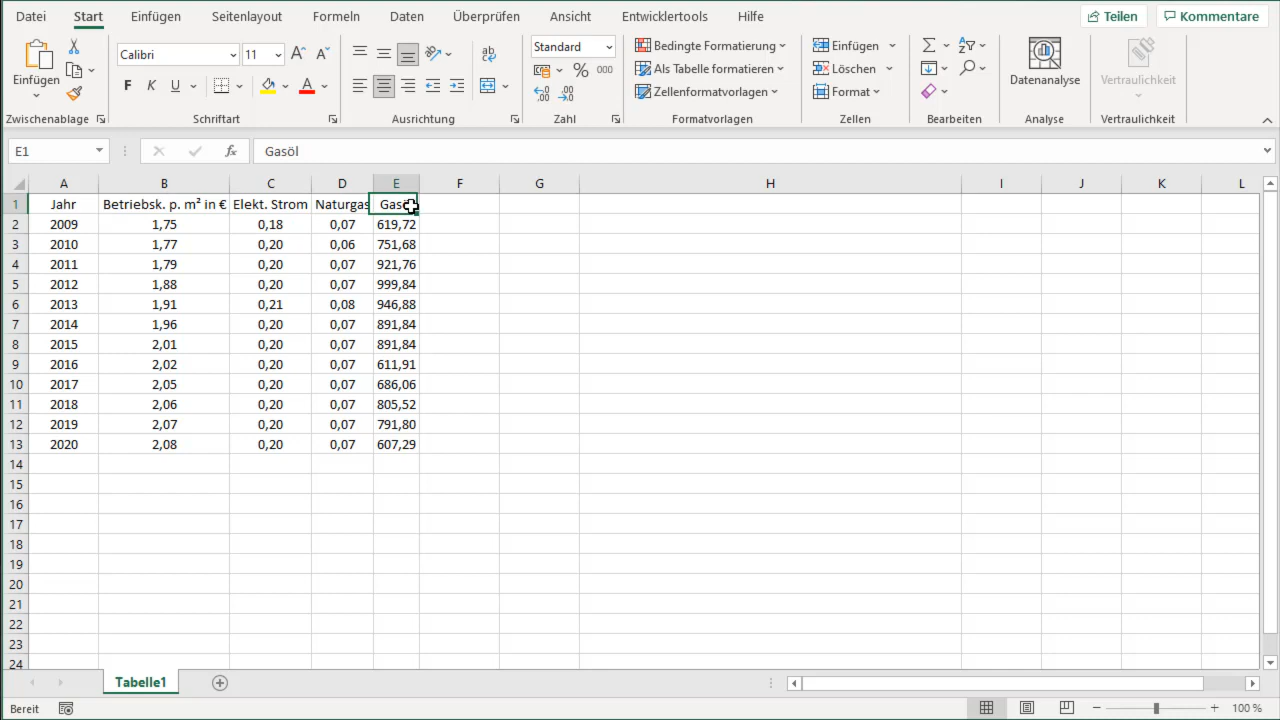 Datei Start Einfügen Seitenlayout Formeln Daten Überprüfen Ansicht Entwicklertools Hilfe Teilen Kommentare
Einfügen Calibri 11 Standard Bedingte Formatierung Als Tabelle formatieren Zellenformatvorlagen Einfügen Löschen Format Datenanalyse Vertraulichkeit
F K U A ab % 000
Zwischenablage Schriftart Ausrichtung Zahl Formatvorlagen Zellen Bearbeiten Analyse Vertraulichkeit
E1 fx Gasöl
A B C D E F G H I J K L
1 Jahr Betriebsk. p. m² in € Elekt. Strom Naturgas
2 2009 1,75 0,18 0,07 619,72
3 2010 1,77 0,20 0,06 751,68
4 2011 1,79 0,20 0,07 921,76
5 2012 1,88 0,20 0,07 999,84
6 2013 1,91 0,21 0,08 946,88
7 2014 1,96 0,20 0,07 891,84
8 2015 2,01 0,20 0,07 891,84
9 2016 2,02 0,20 0,07 611,91
10 2017 2,05 0,20 0,07 686,06
11 2018 2,06 0,20 0,07 805,52
12 2019 2,07 0,20 0,07 791,80
13 2020 2,08 0,20 0,07 607,29
14
15
16
17
18
19
20
21
22
23
24
Tabelle1
Bereit 100 %